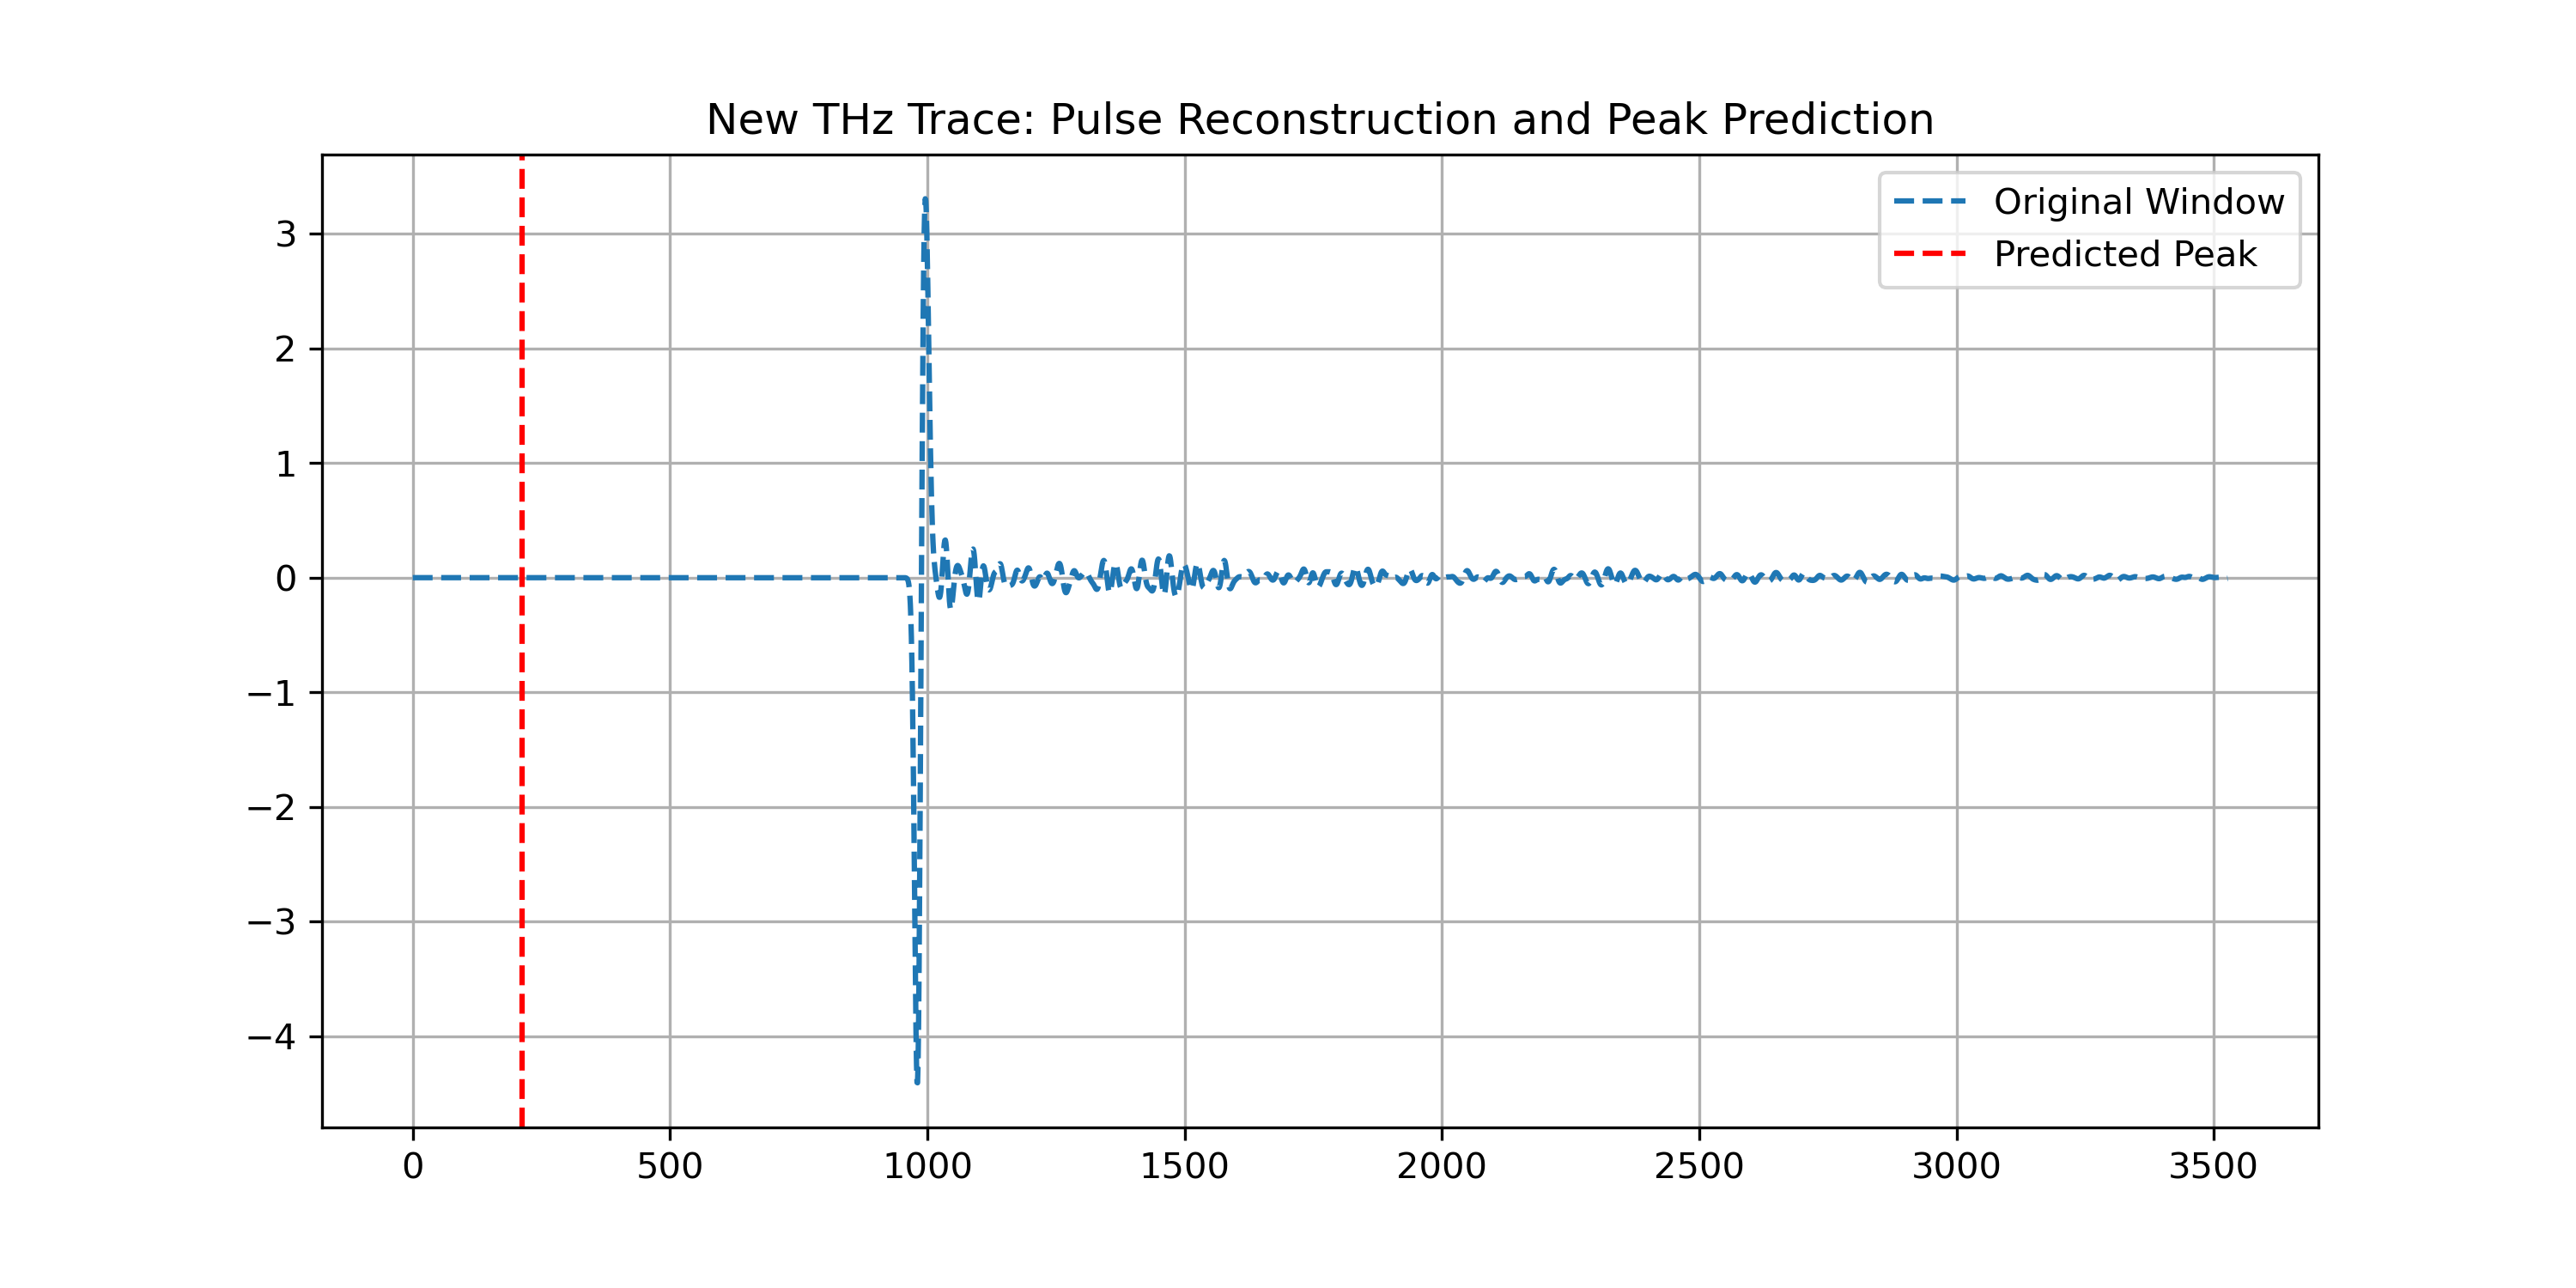 New THz Trace: Pulse Reconstruction and Peak Prediction
Original Window
Predicted Peak
3
2
1
0
−1
−2
−3
−4
0 500 1000 1500 2000 2500 3000 3500